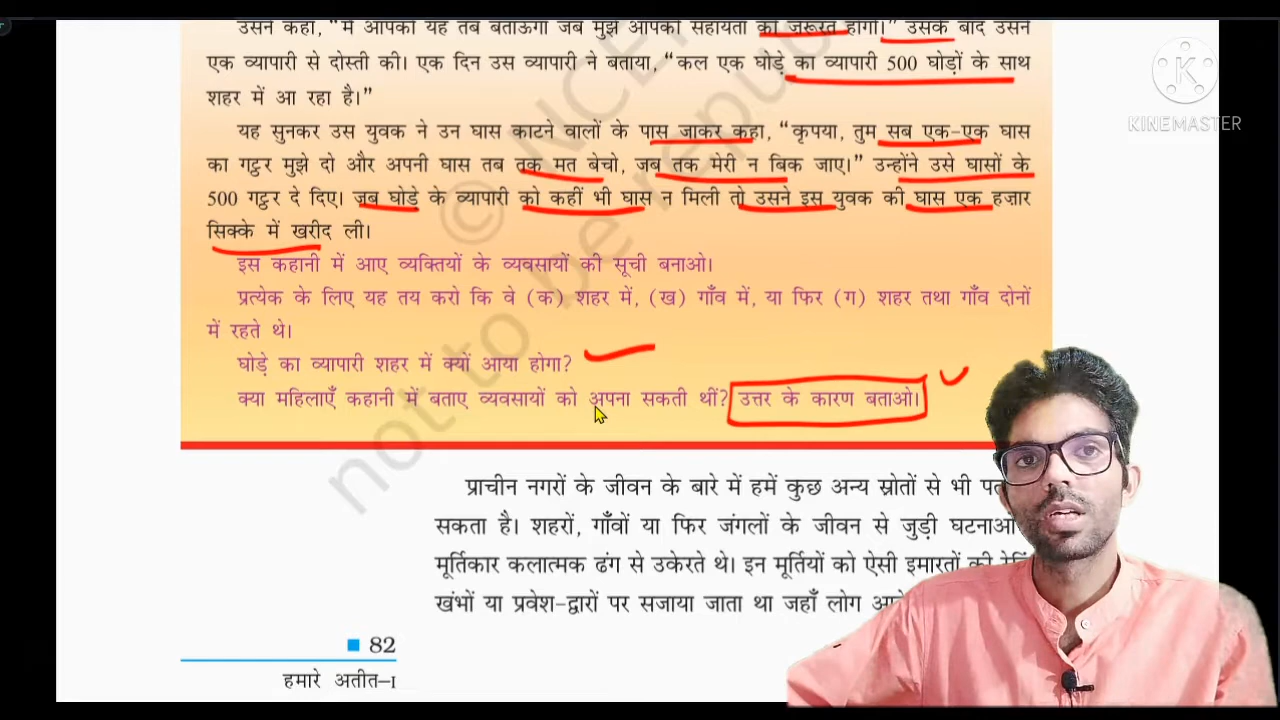 उसने कहा, “मैं आपको यह तब बताऊँगा जब मुझे आपकी सहायता की ज़रूरत होगी।” उसके बाद उसने
एक व्यापारी से दोस्ती की। एक दिन उस व्यापारी ने बताया, “कल एक घोड़े का व्यापारी 500 घोड़ों के साथ
शहर में आ रहा है।”
KINEMASTER
यह सुनकर उस युवक ने उन घास काटने वालों के पास जाकर कहा, “कृपया, तुम सब एक-एक घास
का गट्ठर मुझे दो और अपनी घास तब तक मत बेचो, जब तक मेरी न बिक जाए।” उन्होंने उसे घासों के
500 गट्ठर दे दिए। जब घोड़े के व्यापारी को कहीं भी घास न मिली तो उसने इस युवक की घास एक हज़ार
सिक्के में खरीद ली।
इस कहानी में आए व्यक्तियों के व्यवसायों की सूची बनाओ।
प्रत्येक के लिए यह तय करो कि वे (क) शहर में, (ख) गाँव में, या फिर (ग) शहर तथा गाँव दोनों
में रहते थे।
घोड़े का व्यापारी शहर में क्यों आया होगा?
क्या महिलाएँ कहानी में बताए व्यवसायों को अपना सकती थीं? उत्तर के कारण बताओ।
not to be republ
प्राचीन नगरों के जीवन के बारे में हमें कुछ अन्य स्रोतों से भी
सकता है। शहरों, गाँवों या फिर जंगलों के जीवन से जुड़ी
मूर्तिकार कलात्मक ढंग से उकेरते थे। इन मूर्तियों को ऐसी इमारतों की
खंभों या प्रवेश-द्वारों पर सजाया जाता था जहाँ लोग
82
हमारे अतीत–I